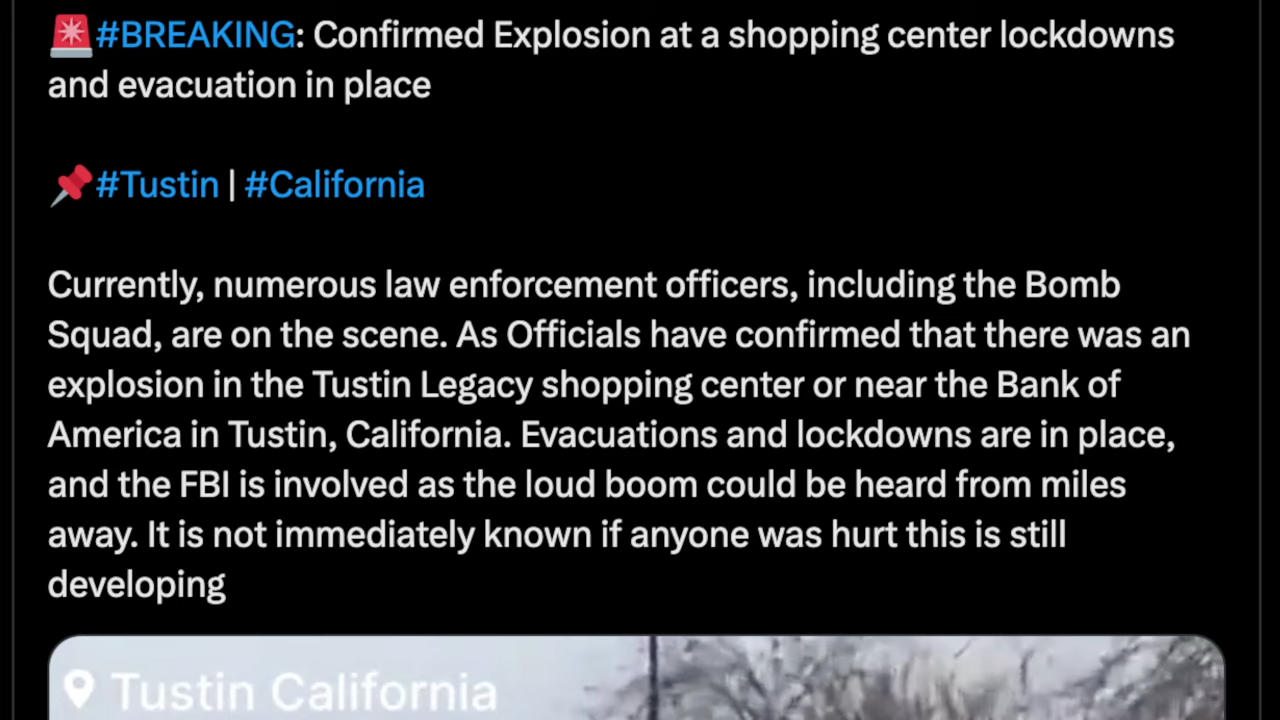 🚨#BREAKING: Confirmed Explosion at a shopping center lockdowns
and evacuation in place
📌#Tustin | #California
Currently, numerous law enforcement officers, including the Bomb
Squad, are on the scene. As Officials have confirmed that there was an
explosion in the Tustin Legacy shopping center or near the Bank of
America in Tustin, California. Evacuations and lockdowns are in place,
and the FBI is involved as the loud boom could be heard from miles
away. It is not immediately known if anyone was hurt this is still
developing
Tustin California